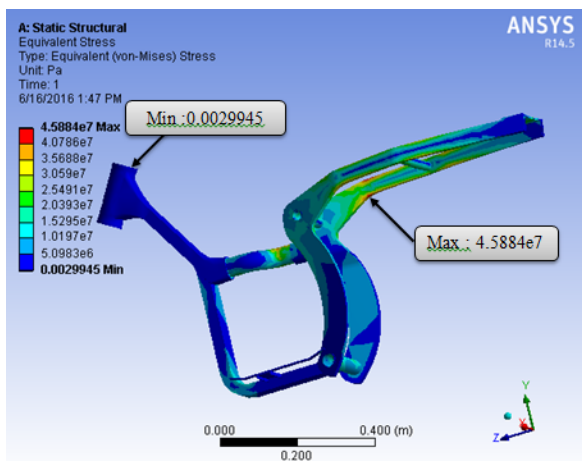 A: Static Structural
Equivalent Stress
Type: Equivalent (von-Mises) Stress
Unit: Pa
Time: 1
6/16/2016 1:47 PM
ANSYS
R14.5
4.5884e7 Max
4.0786e7
3.5688e7
3.059e7
2.5491e7
2.0393e7
1.5295e7
1.0197e7
5.0983e6
0.0029945 Min
Min :0.0029945
Max : 4.5884e7
0.000
0.400 (m)
0.200
Y
Z
X